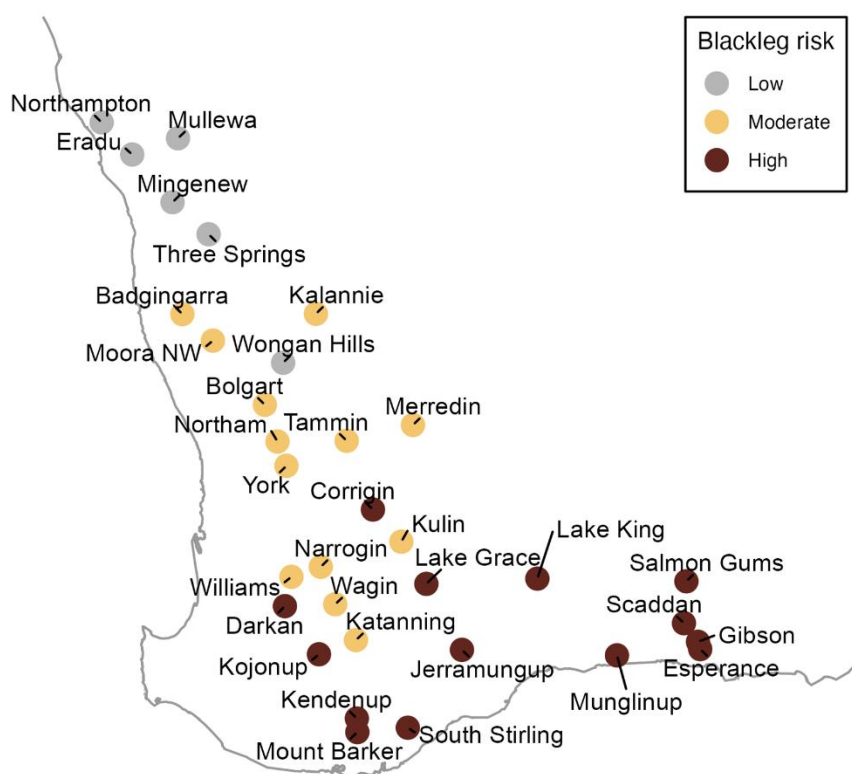 Blackleg risk
Low
Moderate
High
Northampton
Mullewa
Eradu
Mingenew
Three Springs
Badgingarra
Kalannie
Moora NW
Wongan Hills
Bolgart
Merredin
Northam
Tammin
York
Corrigin
Kulin
Lake King
Narrogin
Lake Grace
Salmon Gums
Williams
Wagin
Scaddan
Darkan
Katanning
Gibson
Kojonup
Jerramungup
Esperance
Munglinup
Kendenup
South Stirling
Mount Barker